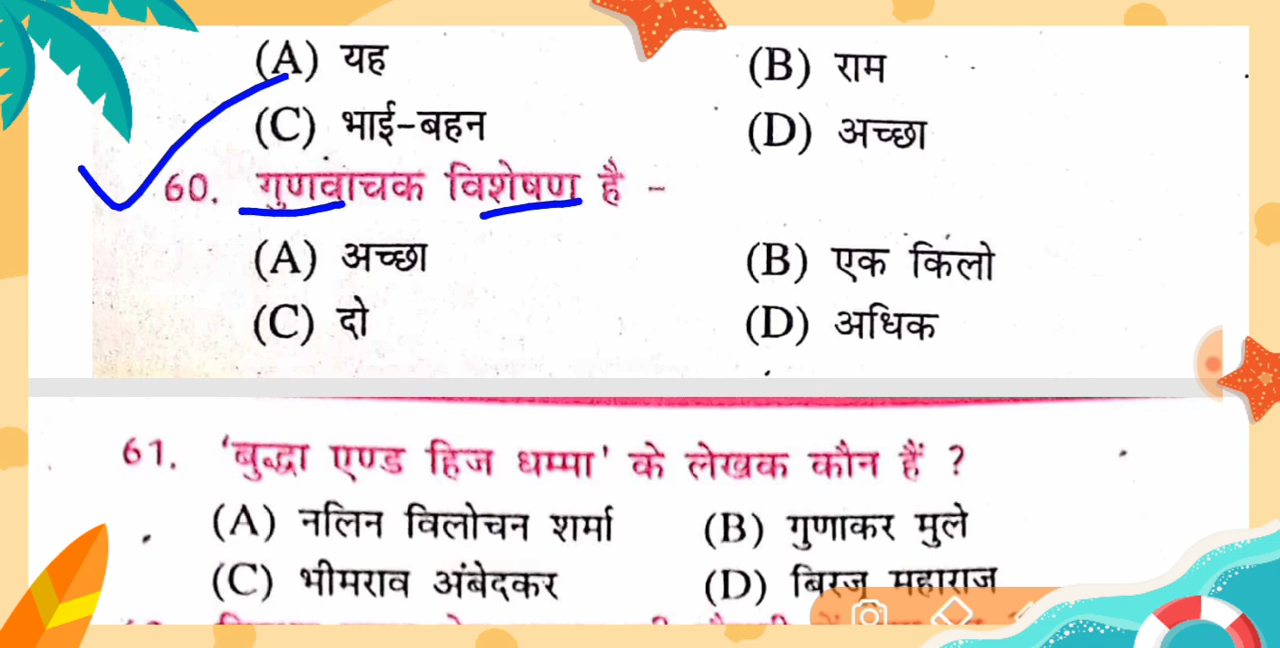 (A) यह (B) राम
(C) भाई-बहन (D) अच्छा
60. गुणवाचक विशेषण है -
(A) अच्छा (B) एक किलो
(C) दो (D) अधिक
61. 'बुद्धा एण्ड हिज धम्मा' के लेखक कौन हैं ?
(A) नलिन विलोचन शर्मा (B) गुणाकर मुले
(C) भीमराव अंबेदकर (D) बिरजू महाराज